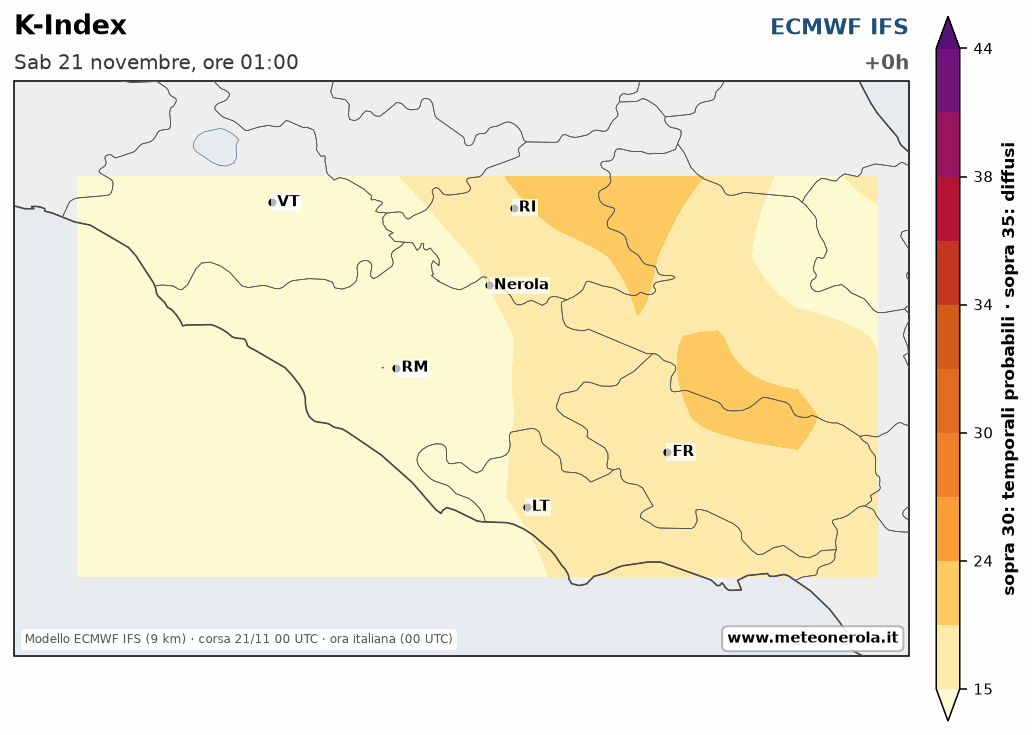 K-Index
ECMWF IFS
Sab 21 novembre, ore 01:00
+0h
VT
RI
Nerola
RM
FR
LT
Modello ECMWF IFS (9 km) · corsa 21/11 00 UTC · ora italiana (00 UTC)
www.meteonerola.it
44
38
34
30
24
15
sopra 30: temporali probabili · sopra 35: diffusi